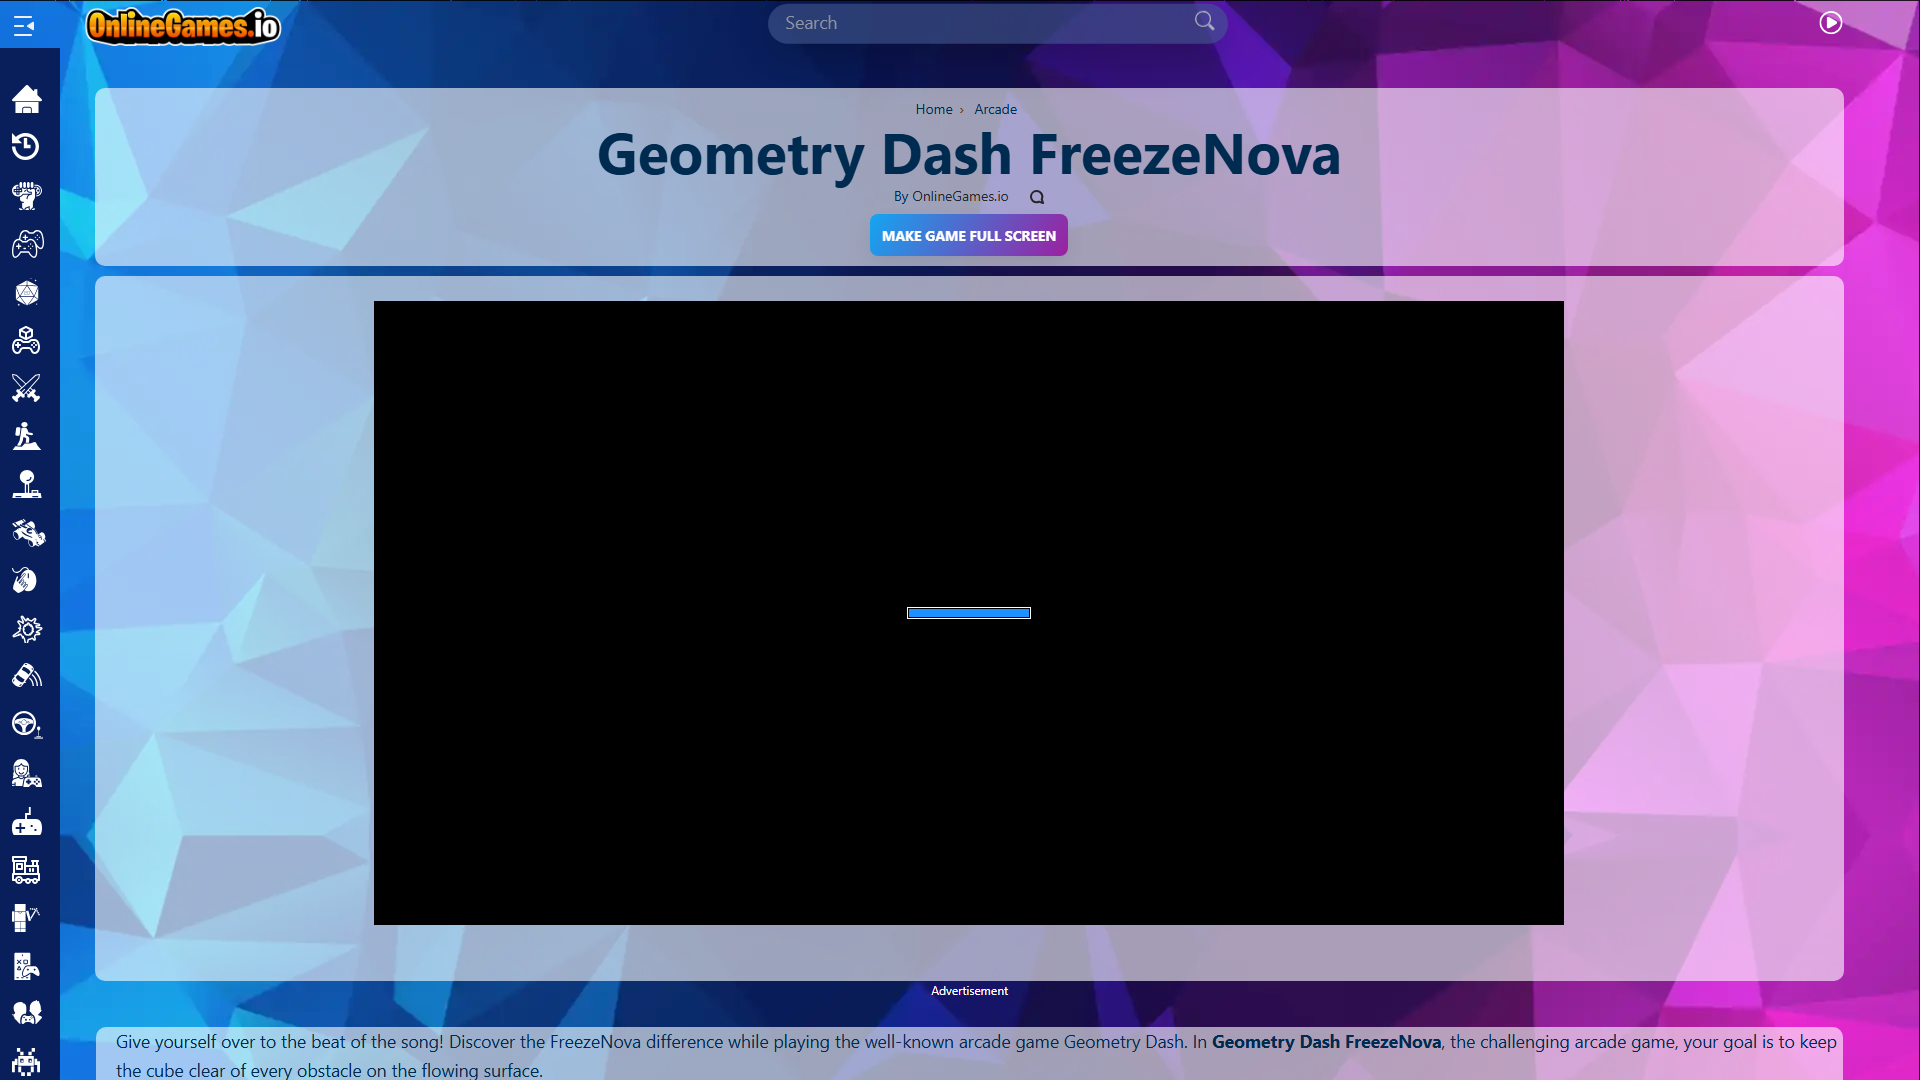 OnlineGames.io
Search
Home › Arcade
Geometry Dash FreezeNova
By OnlineGames.io
MAKE GAME FULL SCREEN
Advertisement
Give yourself over to the beat of the song! Discover the FreezeNova difference while playing the well-known arcade game Geometry Dash. In Geometry Dash FreezeNova, the challenging arcade game, your goal is to keep
the cube clear of every obstacle on the flowing surface.